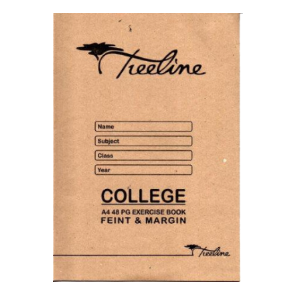 Treeline
Name
Subject
Class
Year
COLLEGE
A4 48 PG EXERCISE BOOK
FEINT & MARGIN
Treeline